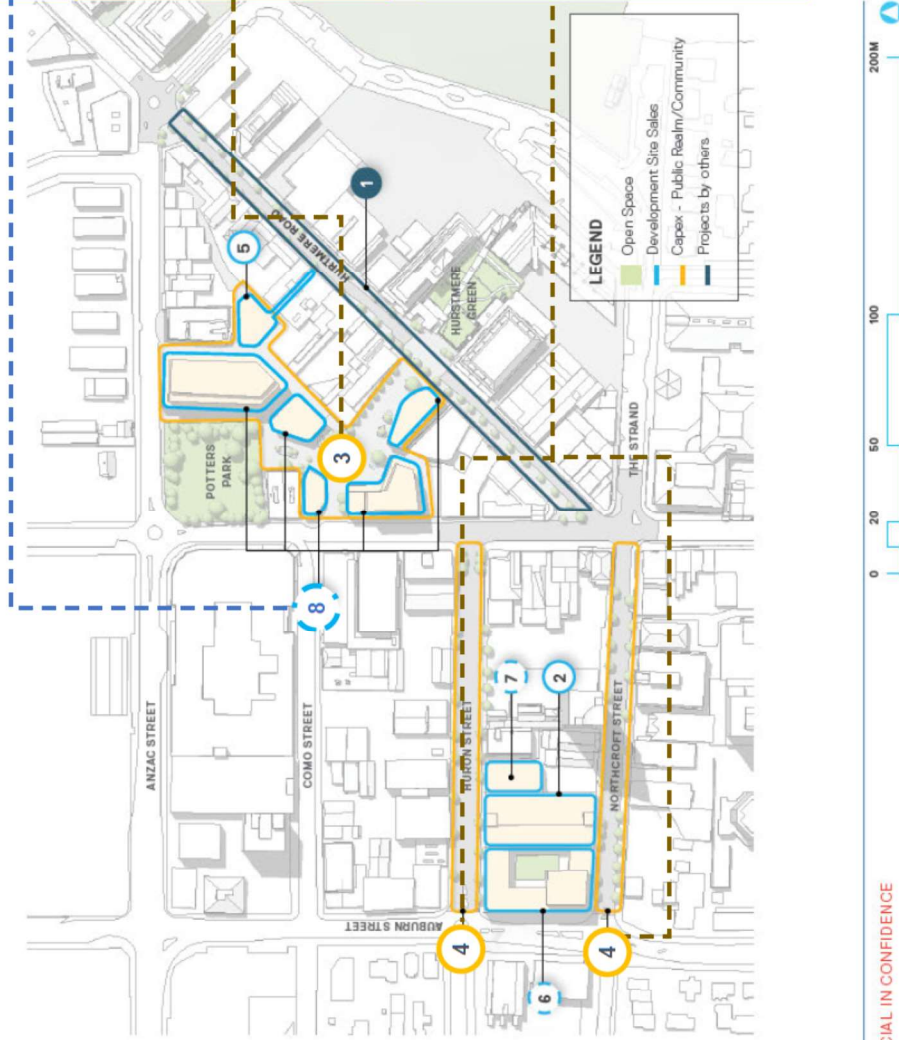 ANZAC STREET
COMO STREET
AUBURN STREET
HURON STREET
NORTHCROFT STREET
THE STRAND
POTTERS
PARK
HURTMERE ROAD
HURSTMERE
GREEN
1
2
3
4
4
5
6
7
8
LEGEND
Open Space
Development Site Sales
Capex - Public Realm/Community
Projects by others
0
20
50
100
200M
CIAL IN CONFIDENCE